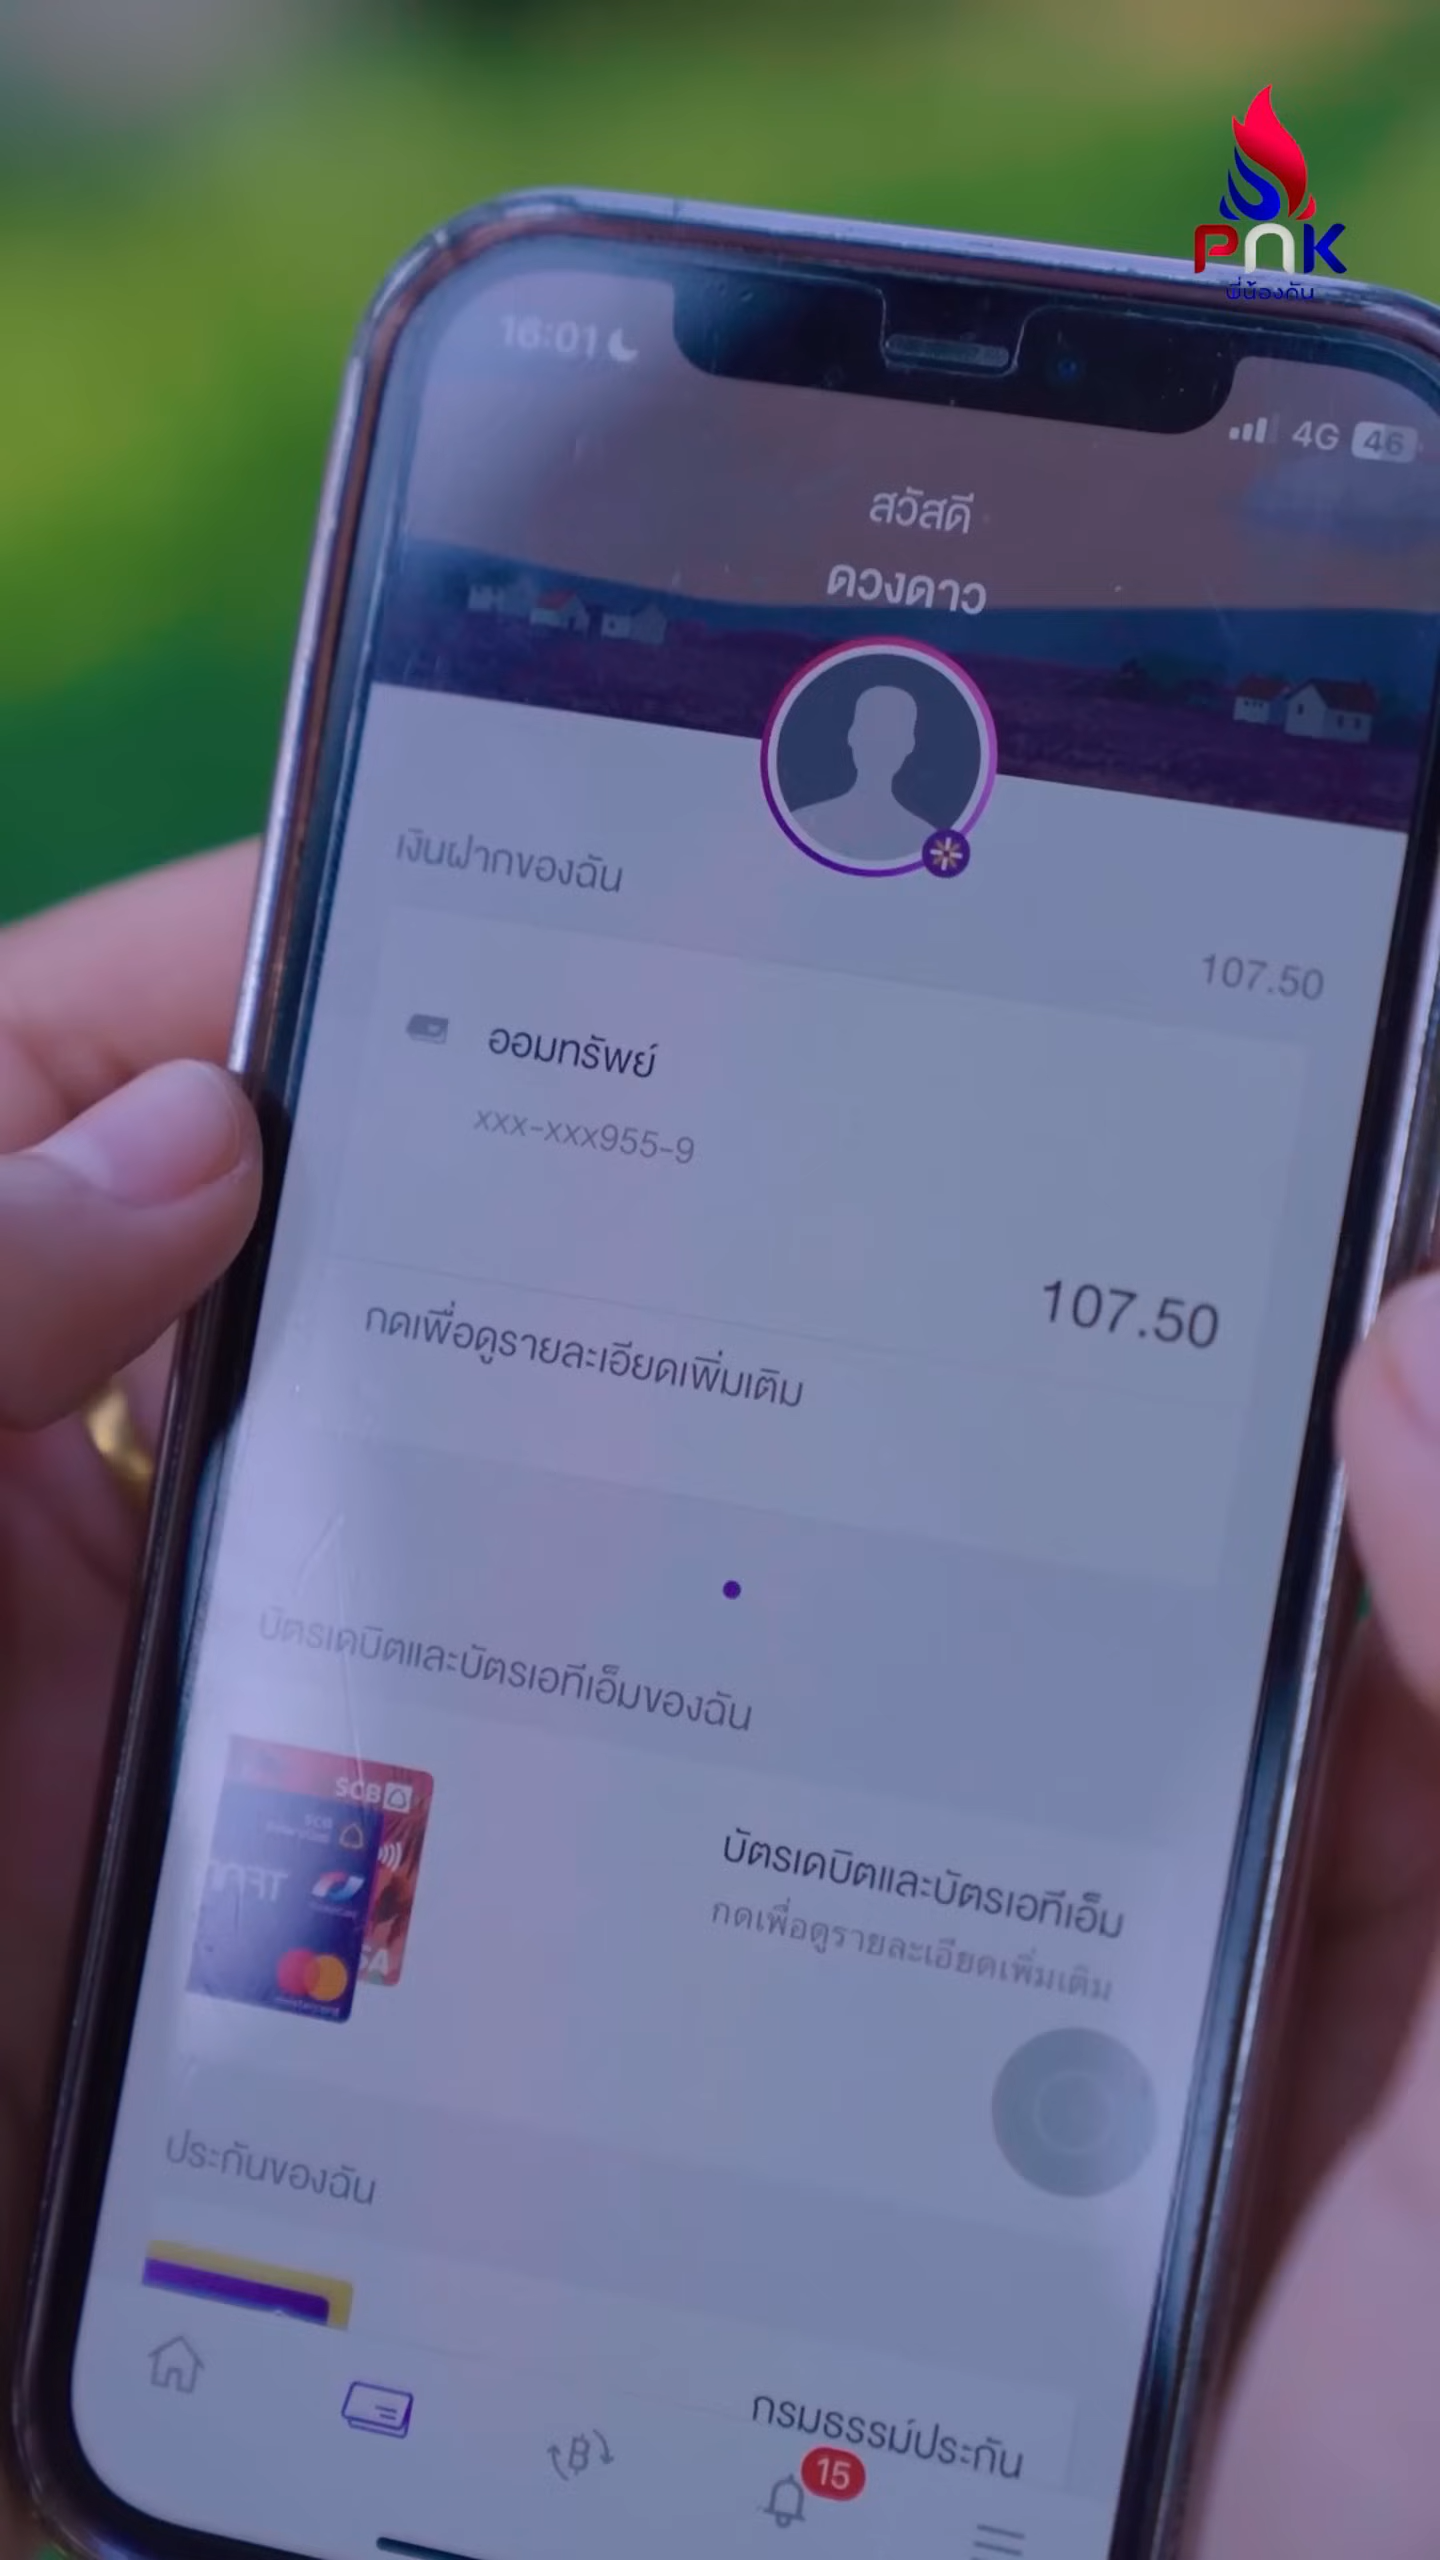 PNK
พี่น้องกัน
16:01
4G 46
สวัสดี
ดวงดาว
เงินฝากของฉัน
107.50
ออมทรัพย์
xxx-xxx955-9
107.50
กดเพื่อดูรายละเอียดเพิ่มเติม
บัตรเดบิตและบัตรเอทีเอ็มของฉัน
SCB
บัตรเดบิตและบัตรเอทีเอ็ม
กดเพื่อดูรายละเอียดเพิ่มเติม
mastercard
ประกันของฉัน
กรมธรรม์ประกัน
15